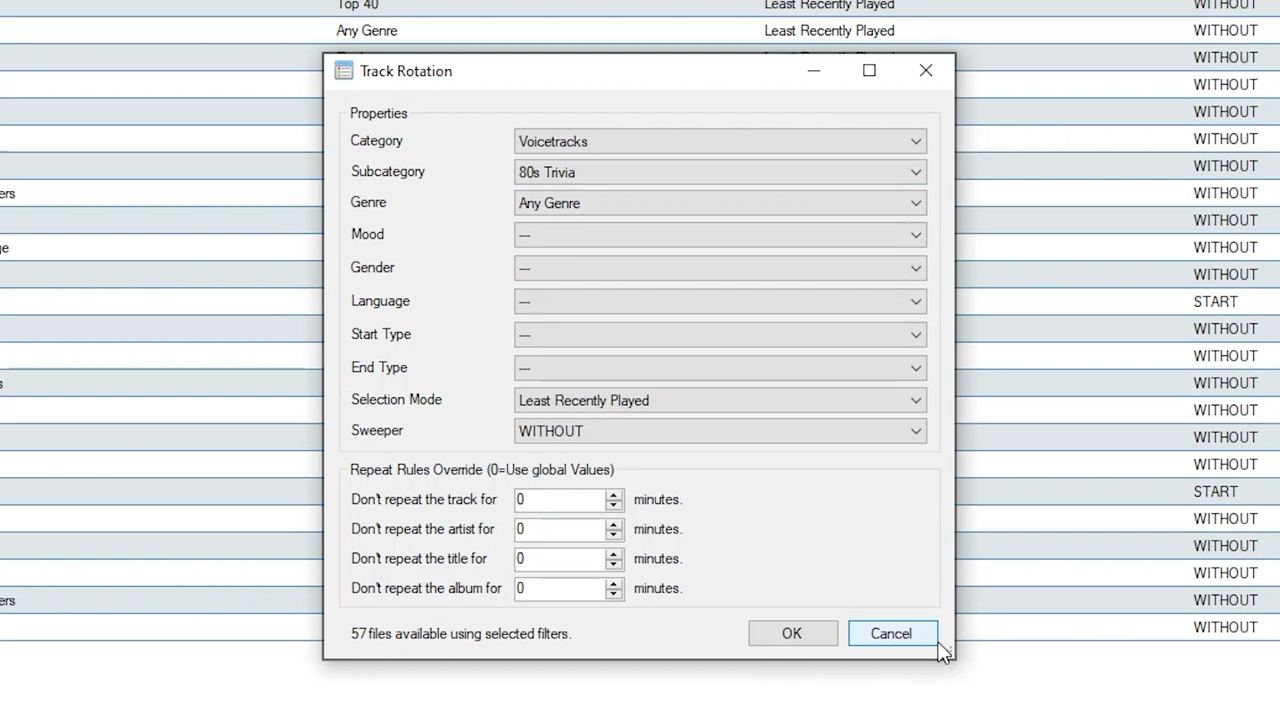 Top 40 Least Recently Played WITHOUT
Any Genre Least Recently Played WITHOUT
WITHOUT
Track Rotation
WITHOUT
Properties WITHOUT
Category Voicetracks WITHOUT
Subcategory 80s Trivia WITHOUT
ers Genre Any Genre WITHOUT
Mood --- WITHOUT
ge WITHOUT
Gender --- WITHOUT
Language --- START
Start Type --- WITHOUT
WITHOUT
End Type ---
s WITHOUT
Selection Mode Least Recently Played WITHOUT
Sweeper WITHOUT WITHOUT
Repeat Rules Override (0=Use global Values) WITHOUT
Don't repeat the track for 0 minutes. START
WITHOUT
Don't repeat the artist for 0 minutes.
WITHOUT
Don't repeat the title for 0 minutes. WITHOUT
Don't repeat the album for 0 minutes.
ers WITHOUT
57 files available using selected filters. OK Cancel WITHOUT